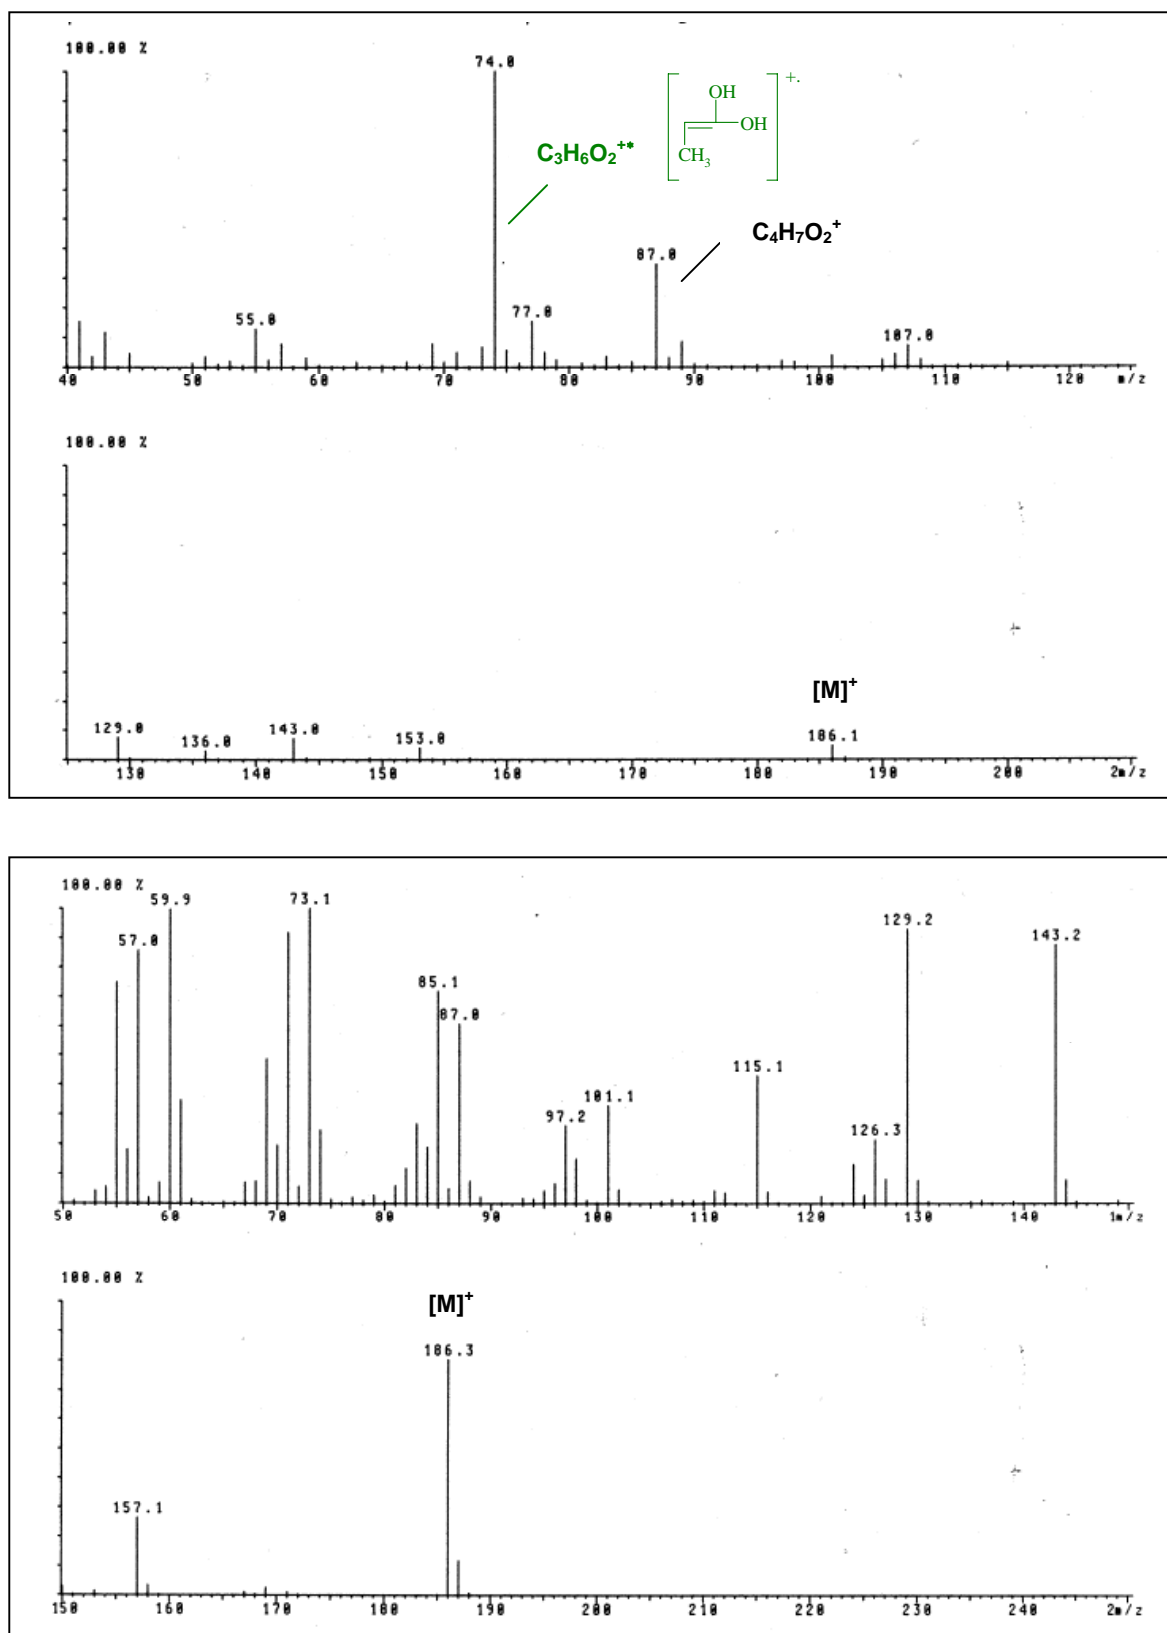 100.00 %
74.0
OH
+.
OH
CH₃
C₃H₆O₂⁺*
C₄H₇O₂⁺
87.0
55.0
77.0
107.0
40 50 60 70 80 90 100 110 120 m/z
100.00 %
[M]⁺
129.0
136.0
143.0
153.0
186.1
130 140 150 160 170 180 190 200 2m/z
100.00 %
59.9
73.1
57.0
129.2
143.2
85.1
87.0
115.1
97.2
101.1
126.3
50 60 70 80 90 100 110 120 130 140 1m/z
100.00 %
[M]⁺
186.3
157.1
150 160 170 180 190 200 210 220 230 240 2m/z